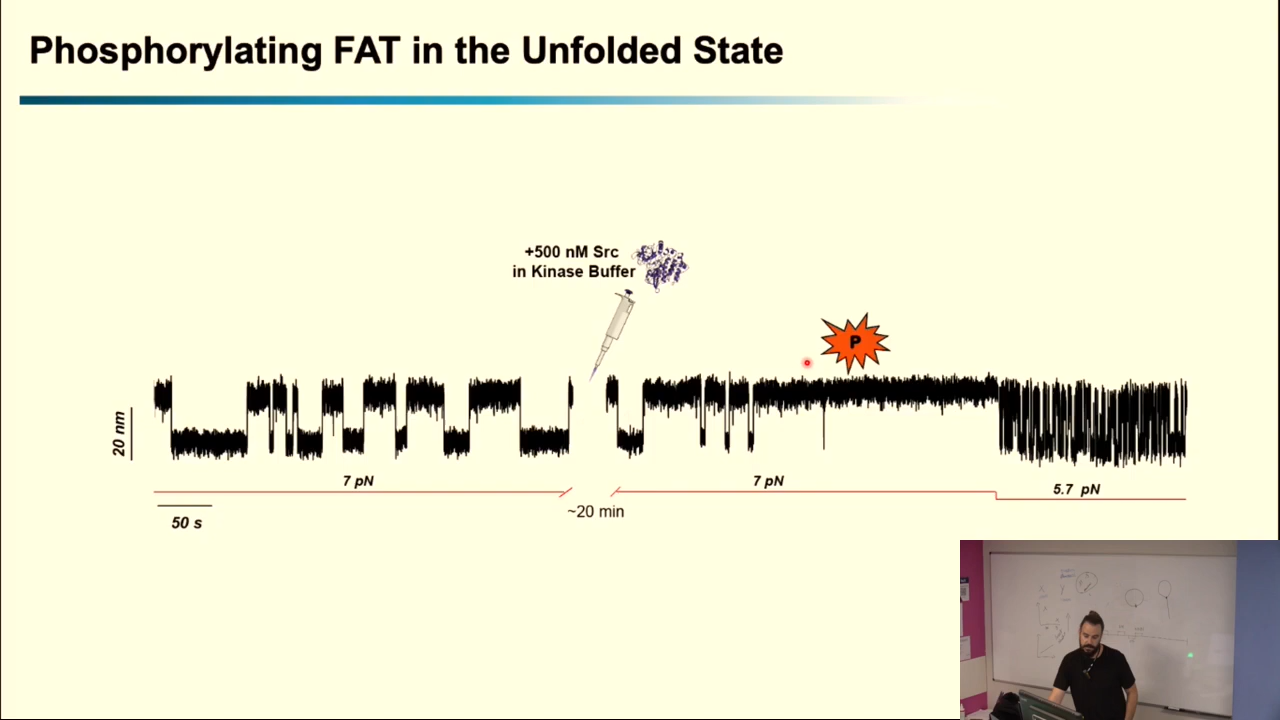 Phosphorylating FAT in the Unfolded State
+500 nM Src
in Kinase Buffer
P
20 nm
7 pN
7 pN
5.7 pN
~20 min
50 s